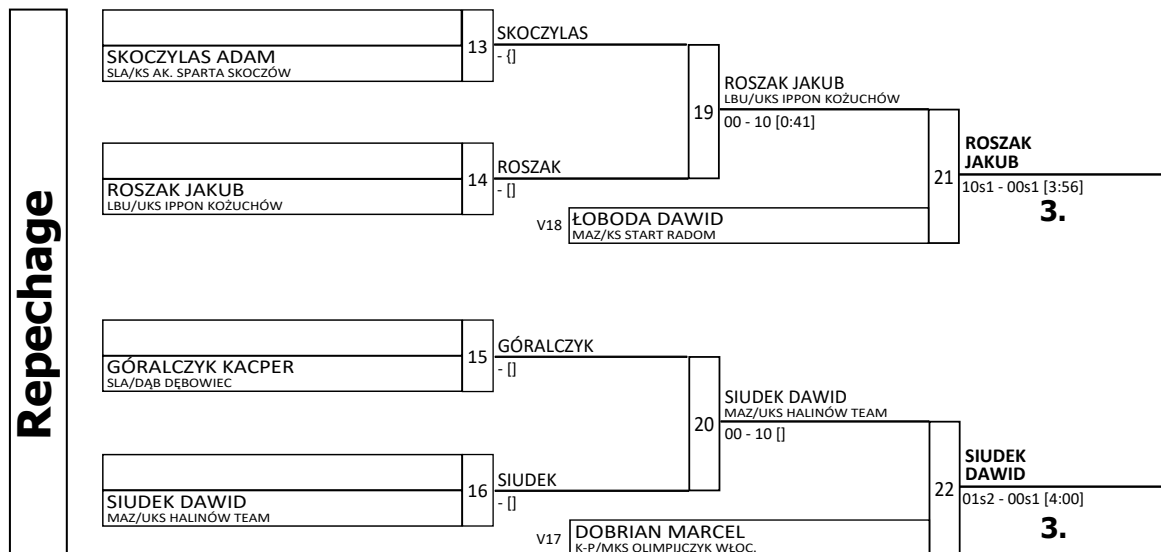 Repechage
SKOCZYLAS ADAM
SLA/KS AK. SPARTA SKOCZÓW
13
SKOCZYLAS
- {]
ROSZAK JAKUB
LBU/UKS IPPON KOŻUCHÓW
14
ROSZAK
- []
19
ROSZAK JAKUB
LBU/UKS IPPON KOŻUCHÓW
00 - 10 [0:41]
V18
ŁOBODA DAWID
MAZ/KS START RADOM
21
ROSZAK
JAKUB
10s1 - 00s1 [3:56]
3.
GÓRALCZYK KACPER
SLA/DĄB DĘBOWIEC
15
GÓRALCZYK
- []
SIUDEK DAWID
MAZ/UKS HALINÓW TEAM
16
SIUDEK
- []
20
SIUDEK DAWID
MAZ/UKS HALINÓW TEAM
00 - 10 []
V17
DOBRIAN MARCEL
K-P/MKS OLIMPIJCZYK WŁOC.
22
SIUDEK
DAWID
01s2 - 00s1 [4:00]
3.